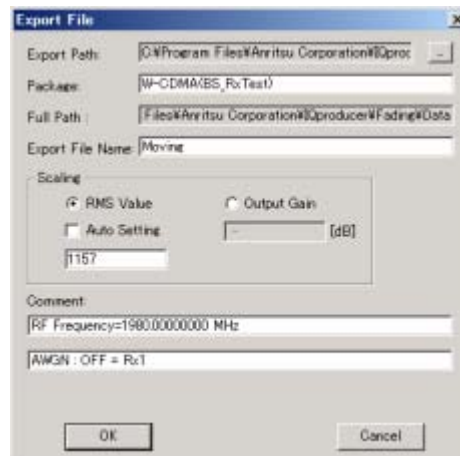 Export File
Export Path: C:¥Program Files¥Anritsu Corporation¥IQproc ...
Package: W-CDMA(BS_RxTest)
Full Path : Files¥Anritsu Corporation¥IQproducer¥Fading¥Data
Export File Name: Moving
Scaling
RMS Value Output Gain
Auto Setting - [dB]
1157
Comment:
RF Frequency=1980.00000000 MHz
AWGN : OFF = Rx1
OK Cancel